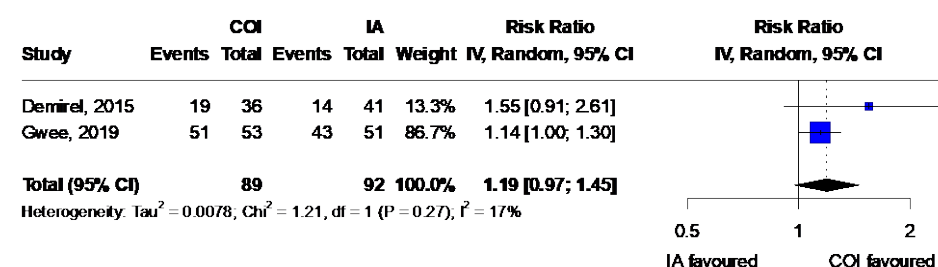 COI IA Risk Ratio Risk Ratio
Study Events Total Events Total Weight IV, Random, 95% CI IV, Random, 95% CI
Demirel, 2015 19 36 14 41 13.3% 1.55 [0.91; 2.61]
Gwee, 2019 51 53 43 51 86.7% 1.14 [1.00; 1.30]
Total (95% CI) 89 92 100.0% 1.19 [0.97; 1.45]
Heterogeneity: Tau² = 0.0078; Chi² = 1.21, df = 1 (P = 0.27); I² = 17%
0.5 1 2
IA favoured COI favoured